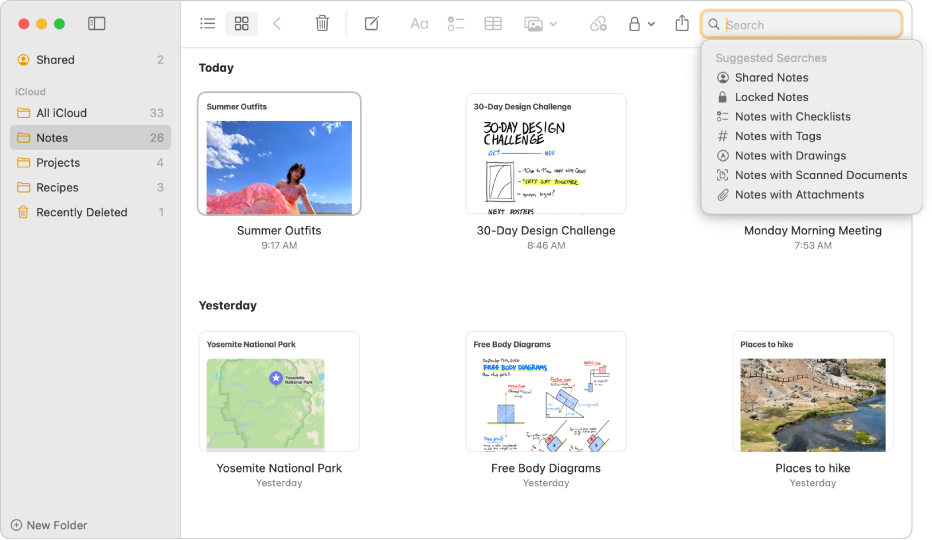 Search
Suggested Searches
Shared Notes
Locked Notes
Notes with Checklists
Notes with Tags
Notes with Drawings
Notes with Scanned Documents
Notes with Attachments
Shared 2
iCloud
All iCloud 33
Notes 26
Projects 4
Recipes 3
Recently Deleted 1
New Folder
Aa
Today
Summer Outfits
Summer Outfits
9:17 AM
30-Day Design Challenge
30-DAY DESIGN
CHALLENGE
OCT NOV
"LET'S GET TOGETHER"
NEXT POSTERS
30-Day Design Challenge
8:46 AM
Monday Morning Meeting
7:53 AM
Yesterday
Yosemite National Park
Yosemite
National Park
Yosemite National Park
Yesterday
Free Body Diagrams
FREE BODY DIAGRAMS
Free Body Diagrams
Yesterday
Places to hike
Places to hike
Yesterday